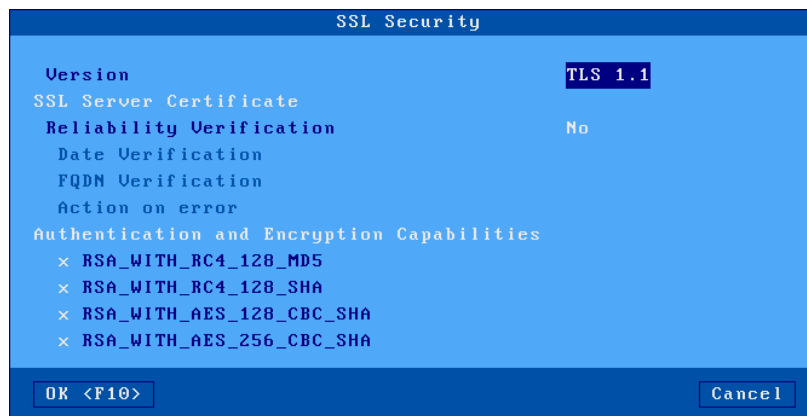 SSL Security
Version TLS 1.1
SSL Server Certificate
Reliability Verification No
Date Verification
FQDN Verification
Action on error
Authentication and Encryption Capabilities
x RSA_WITH_RC4_128_MD5
x RSA_WITH_RC4_128_SHA
x RSA_WITH_AES_128_CBC_SHA
x RSA_WITH_AES_256_CBC_SHA
OK <F10> Cancel